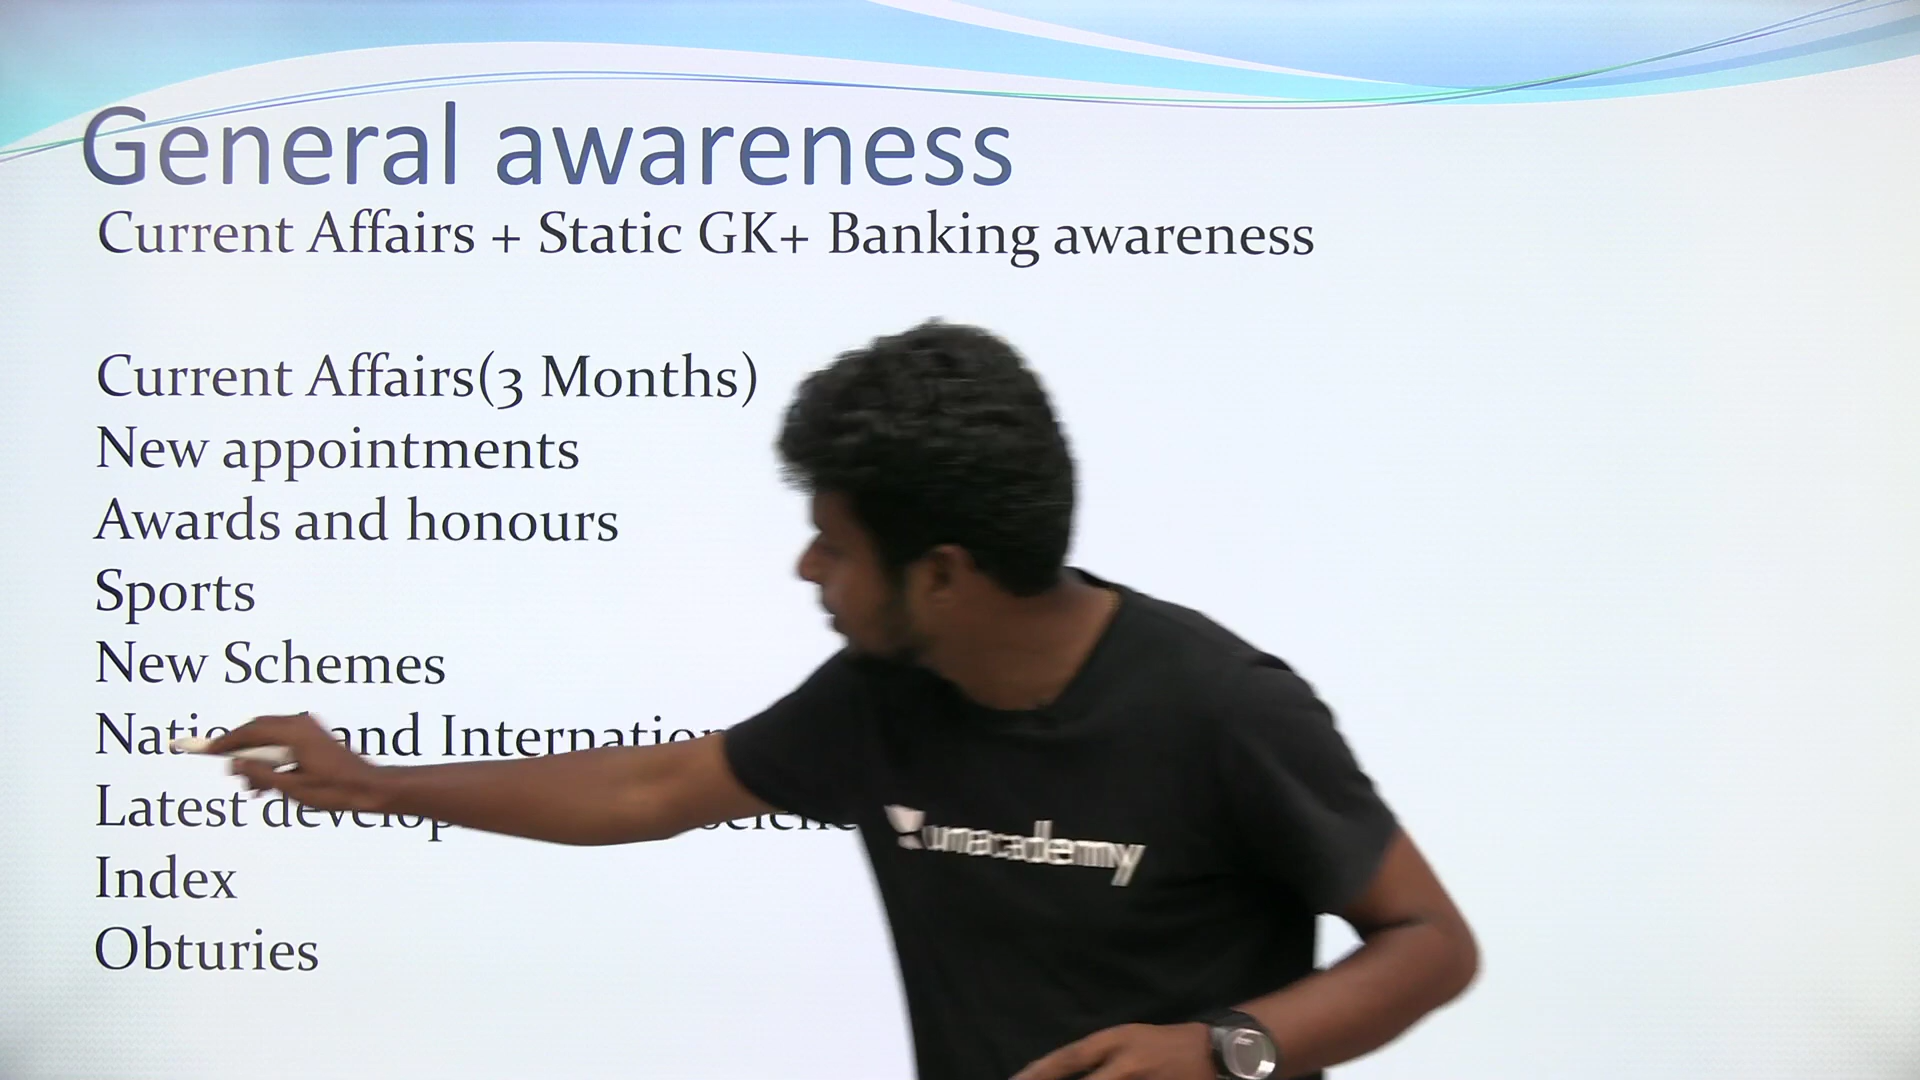 General awareness
Current Affairs + Static GK+ Banking awareness
Current Affairs(3 Months)
New appointments
Awards and honours
Sports
New Schemes
and
Latest
Index
Obturies
unacademy